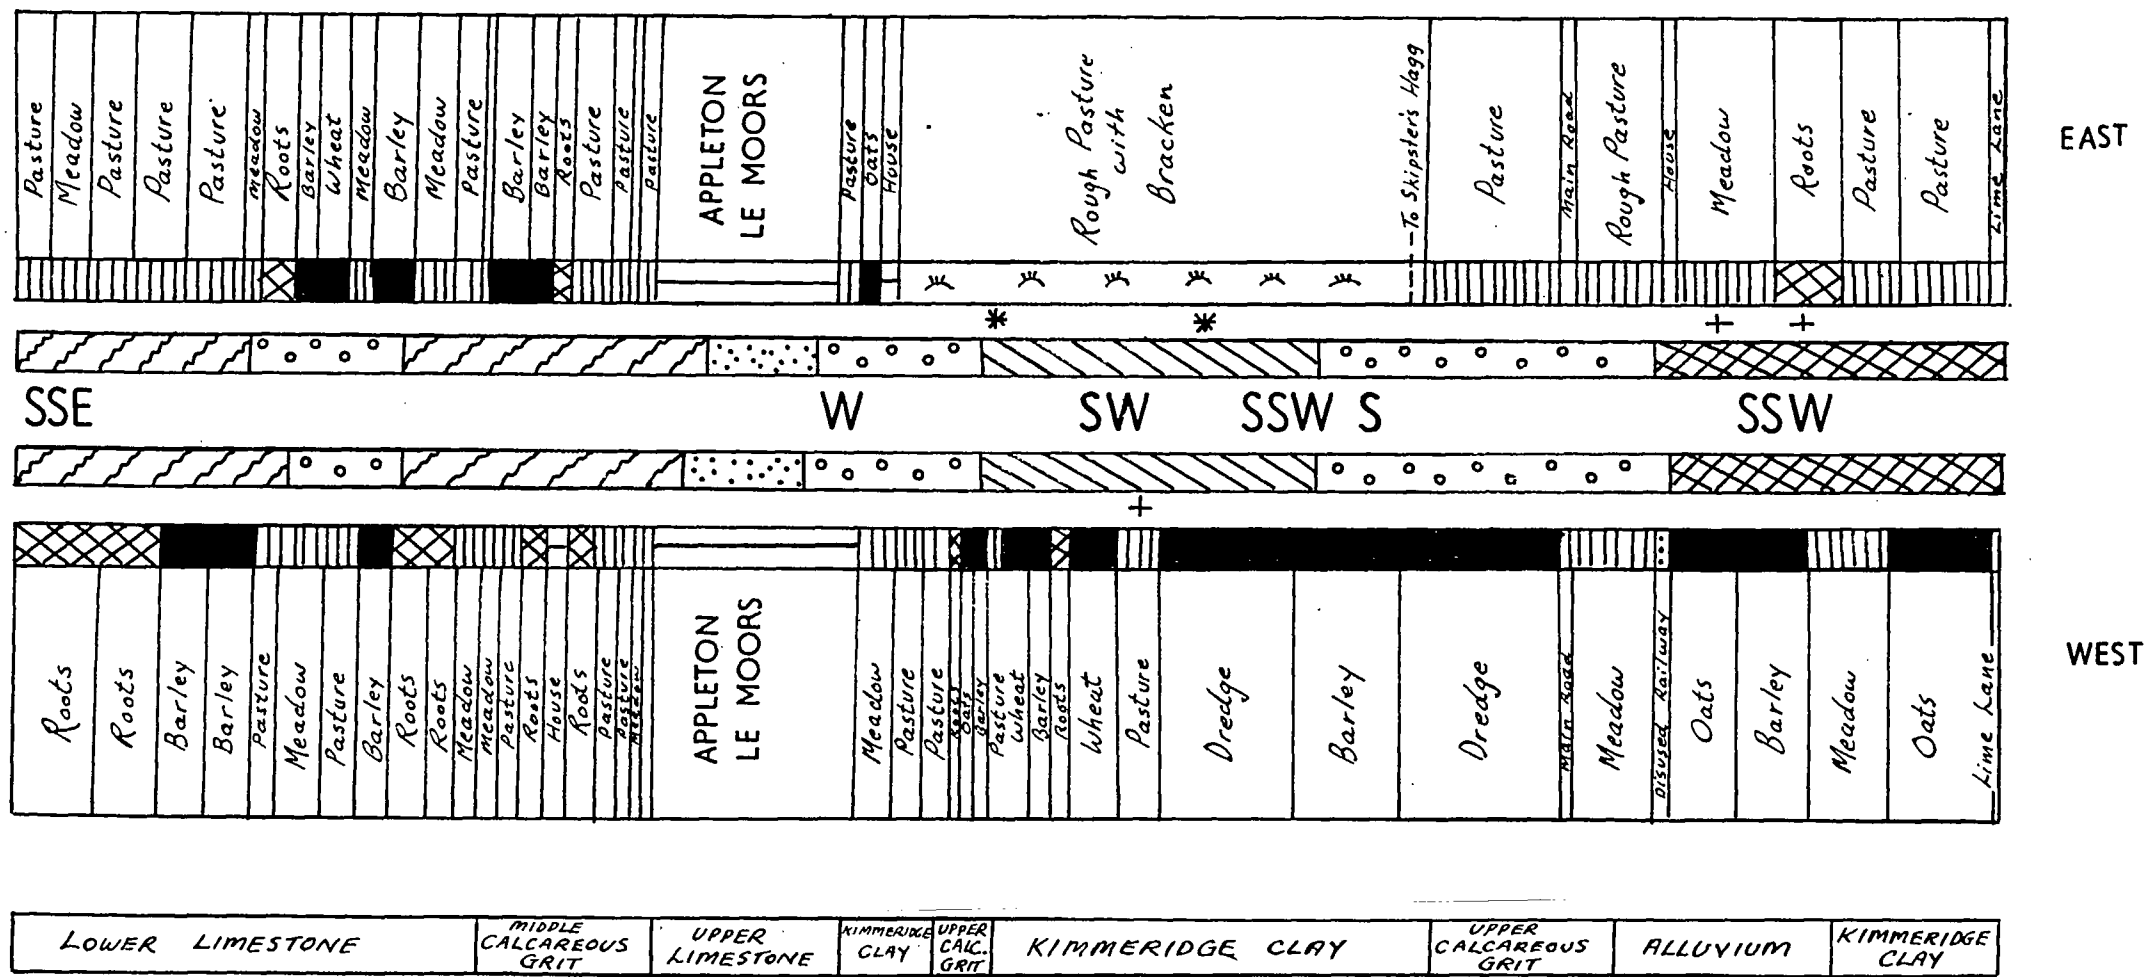 Pasture
Meadow
Pasture
Pasture
Pasture
Meadow
Roots
Barley
Wheat
Meadow
Barley
Meadow
Pasture
Barley
Barley
Roots
Pasture
Pasture
Pasture
APPLETON
LE MOORS
Pasture
Oats
House
Rough Pasture
with
Bracken
To Skipster's Hagg
Pasture
Main Road
Rough Pasture
House
Meadow
Roots
Pasture
Pasture
Lime Lane
EAST
SSE W SW SSW S SSW
Roots
Roots
Barley
Barley
Pasture
Meadow
Pasture
Barley
Roots
Roots
Meadow
Meadow
Pasture
Roots
House
Roots
Pasture
Pasture
Meadow
APPLETON
LE MOORS
Meadow
Pasture
Pasture
Roots
Oats
Barley
Pasture
Wheat
Barley
Roots
Wheat
Pasture
Dredge
Barley
Dredge
Main Road
Meadow
Disused Railway
Oats
Barley
Meadow
Oats
Lime Lane
WEST
LOWER LIMESTONE
MIDDLE
CALCAREOUS
GRIT
UPPER
LIMESTONE
KIMMERIDGE
CLAY
UPPER
CALC.
GRIT
KIMMERIDGE CLAY
UPPER
CALCAREOUS
GRIT
ALLUVIUM
KIMMERIDGE
CLAY